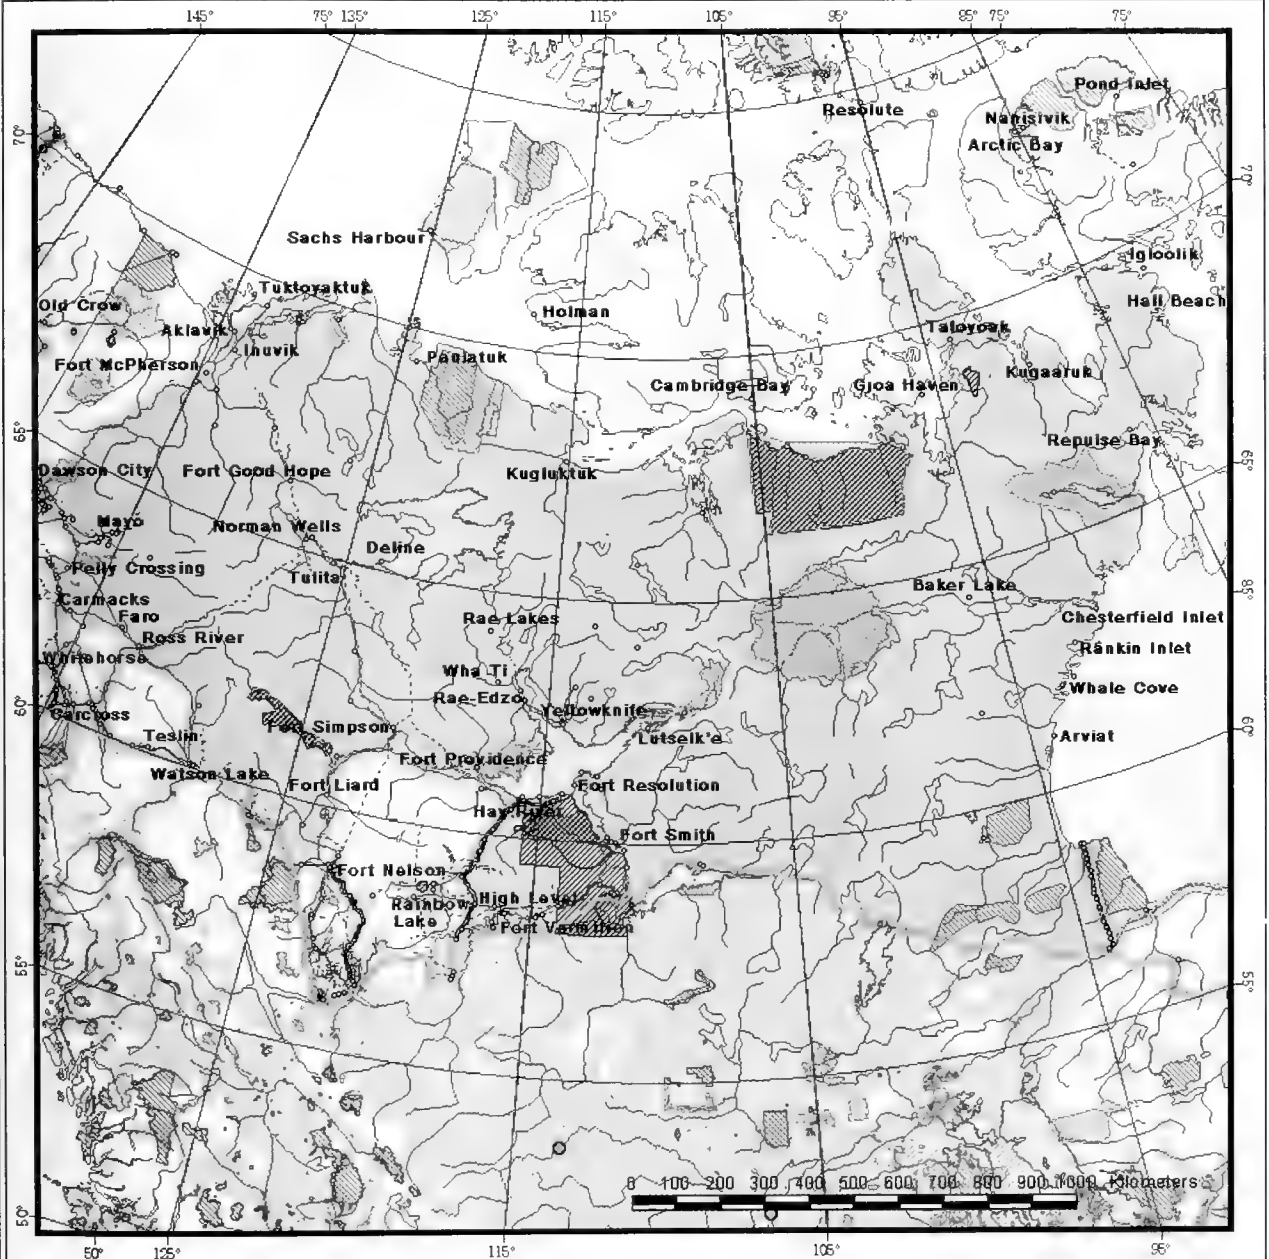 145° 75° 135° 125° 115° 105° 95° 85° 75° 75°
70°
Pond Inlet
Resolute
Nanisivik
Arctic Bay
70°
Sachs Harbour
Igloolik
Tuktoyaktuk
Old Crow
Holman
Hall Beach
Aklavik
Taloyoak
Inuvik
Fort McPherson
Paulatuk
Kugaaruk
Cambridge Bay
Gjoa Haven
65°
Repulse Bay
Dawson City
Fort Good Hope
Kugluktuk
Mayo
Norman Wells
Deline
Pelly Crossing
Tulita
Baker Lake
Carmacks
Faro
Rae Lakes
Chesterfield Inlet
Ross River
Rankin Inlet
Whitehorse
Wha Ti
Whale Cove
Rae-Edzo
60°
Carcross
Yellowknife
60°
Teslin
Fort Simpson
Lutselk'e
Arviat
Fort Providence
Watson Lake
Fort Liard
Fort Resolution
Hay River
Fort Smith
Fort Nelson
High Level
Rainbow
Lake
Fort Vermilion
55°
55°
0 100 200 300 400 500 600 700 800 900 1000 Kilometers
50°
50° 125° 115° 105° 95°